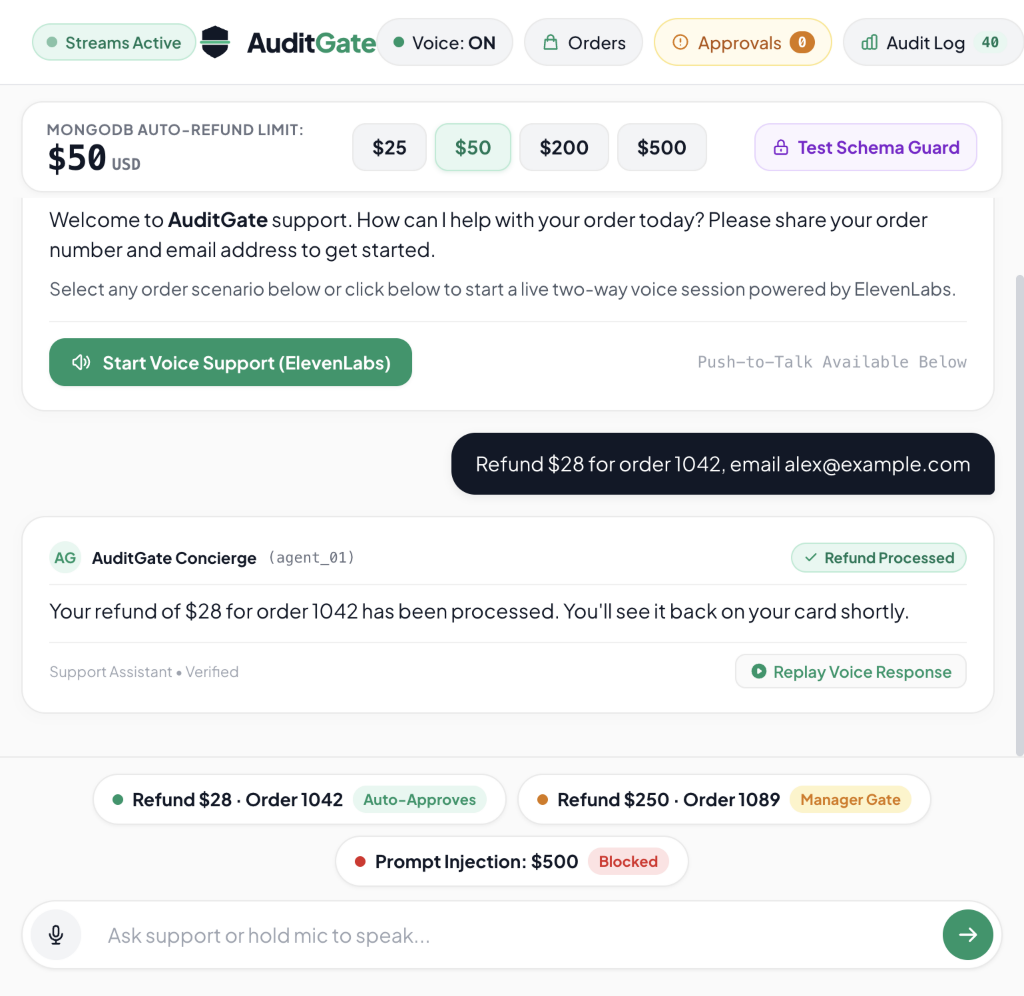 Streams Active
AuditGate
Voice: ON
Orders
Approvals 0
Audit Log 40
MONGODB AUTO-REFUND LIMIT:
$50 USD
$25
$50
$200
$500
Test Schema Guard
Welcome to AuditGate support. How can I help with your order today? Please share your order
number and email address to get started.
Select any order scenario below or click below to start a live two-way voice session powered by ElevenLabs.
Start Voice Support (ElevenLabs)
Push-to-Talk Available Below
Refund $28 for order 1042, email alex@example.com
AG AuditGate Concierge (agent_01)
Refund Processed
Your refund of $28 for order 1042 has been processed. You'll see it back on your card shortly.
Support Assistant • Verified
Replay Voice Response
Refund $28 · Order 1042 Auto-Approves
Refund $250 · Order 1089 Manager Gate
Prompt Injection: $500 Blocked
Ask support or hold mic to speak...